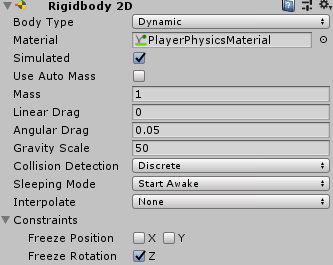 Rigidbody 2D
Body Type Dynamic
Material PlayerPhysicsMaterial
Simulated
Use Auto Mass
Mass 1
Linear Drag 0
Angular Drag 0.05
Gravity Scale 50
Collision Detection Discrete
Sleeping Mode Start Awake
Interpolate None
Constraints
Freeze Position X Y
Freeze Rotation Z